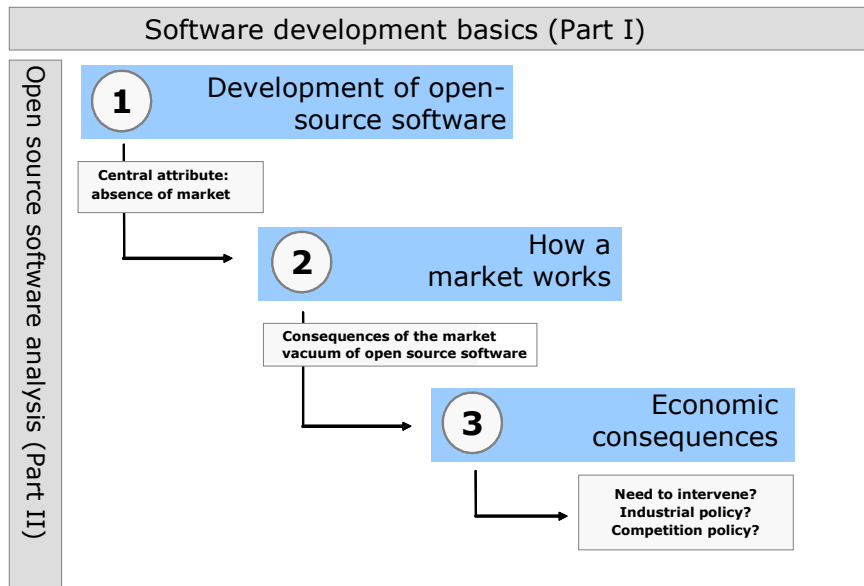 Software development basics (Part I)
Open source software analysis (Part II)
1
Development of open-
source software
Central attribute:
absence of market
2
How a
market works
Consequences of the market
vacuum of open source software
3
Economic
consequences
Need to intervene?
Industrial policy?
Competition policy?